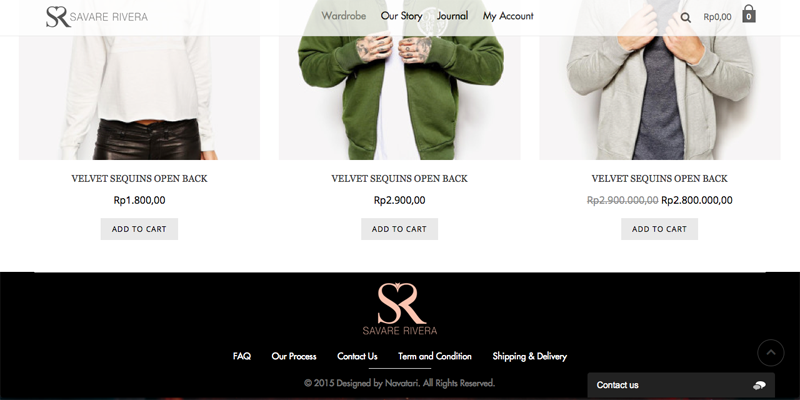 SR SAVARE RIVERA
Wardrobe Our Story Journal My Account
Rp0,00 0
VELVET SEQUINS OPEN BACK
Rp1.800,00
ADD TO CART
VELVET SEQUINS OPEN BACK
Rp2.900,00
ADD TO CART
VELVET SEQUINS OPEN BACK
Rp2.900.000,00 Rp2.800.000,00
ADD TO CART
SR
SAVARE RIVERA
FAQ Our Process Contact Us Term and Condition Shipping & Delivery
© 2015 Designed by Navatari. All Rights Reserved.
Contact us